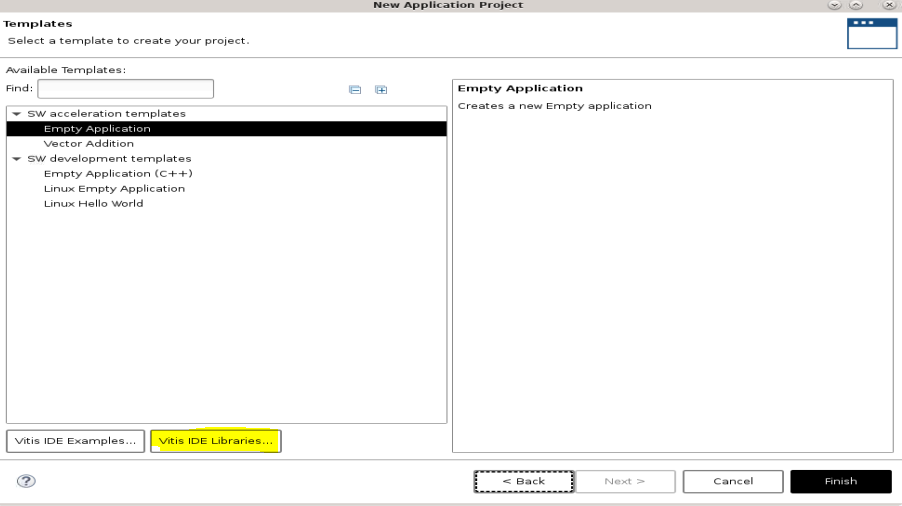 New Application Project
Templates
Select a template to create your project.
Available Templates:
Find:
SW acceleration templates
Empty Application
Vector Addition
SW development templates
Empty Application (C++)
Linux Empty Application
Linux Hello World
Empty Application
Creates a new Empty application
Vitis IDE Examples...
Vitis IDE Libraries...
?
< Back
Next >
Cancel
Finish